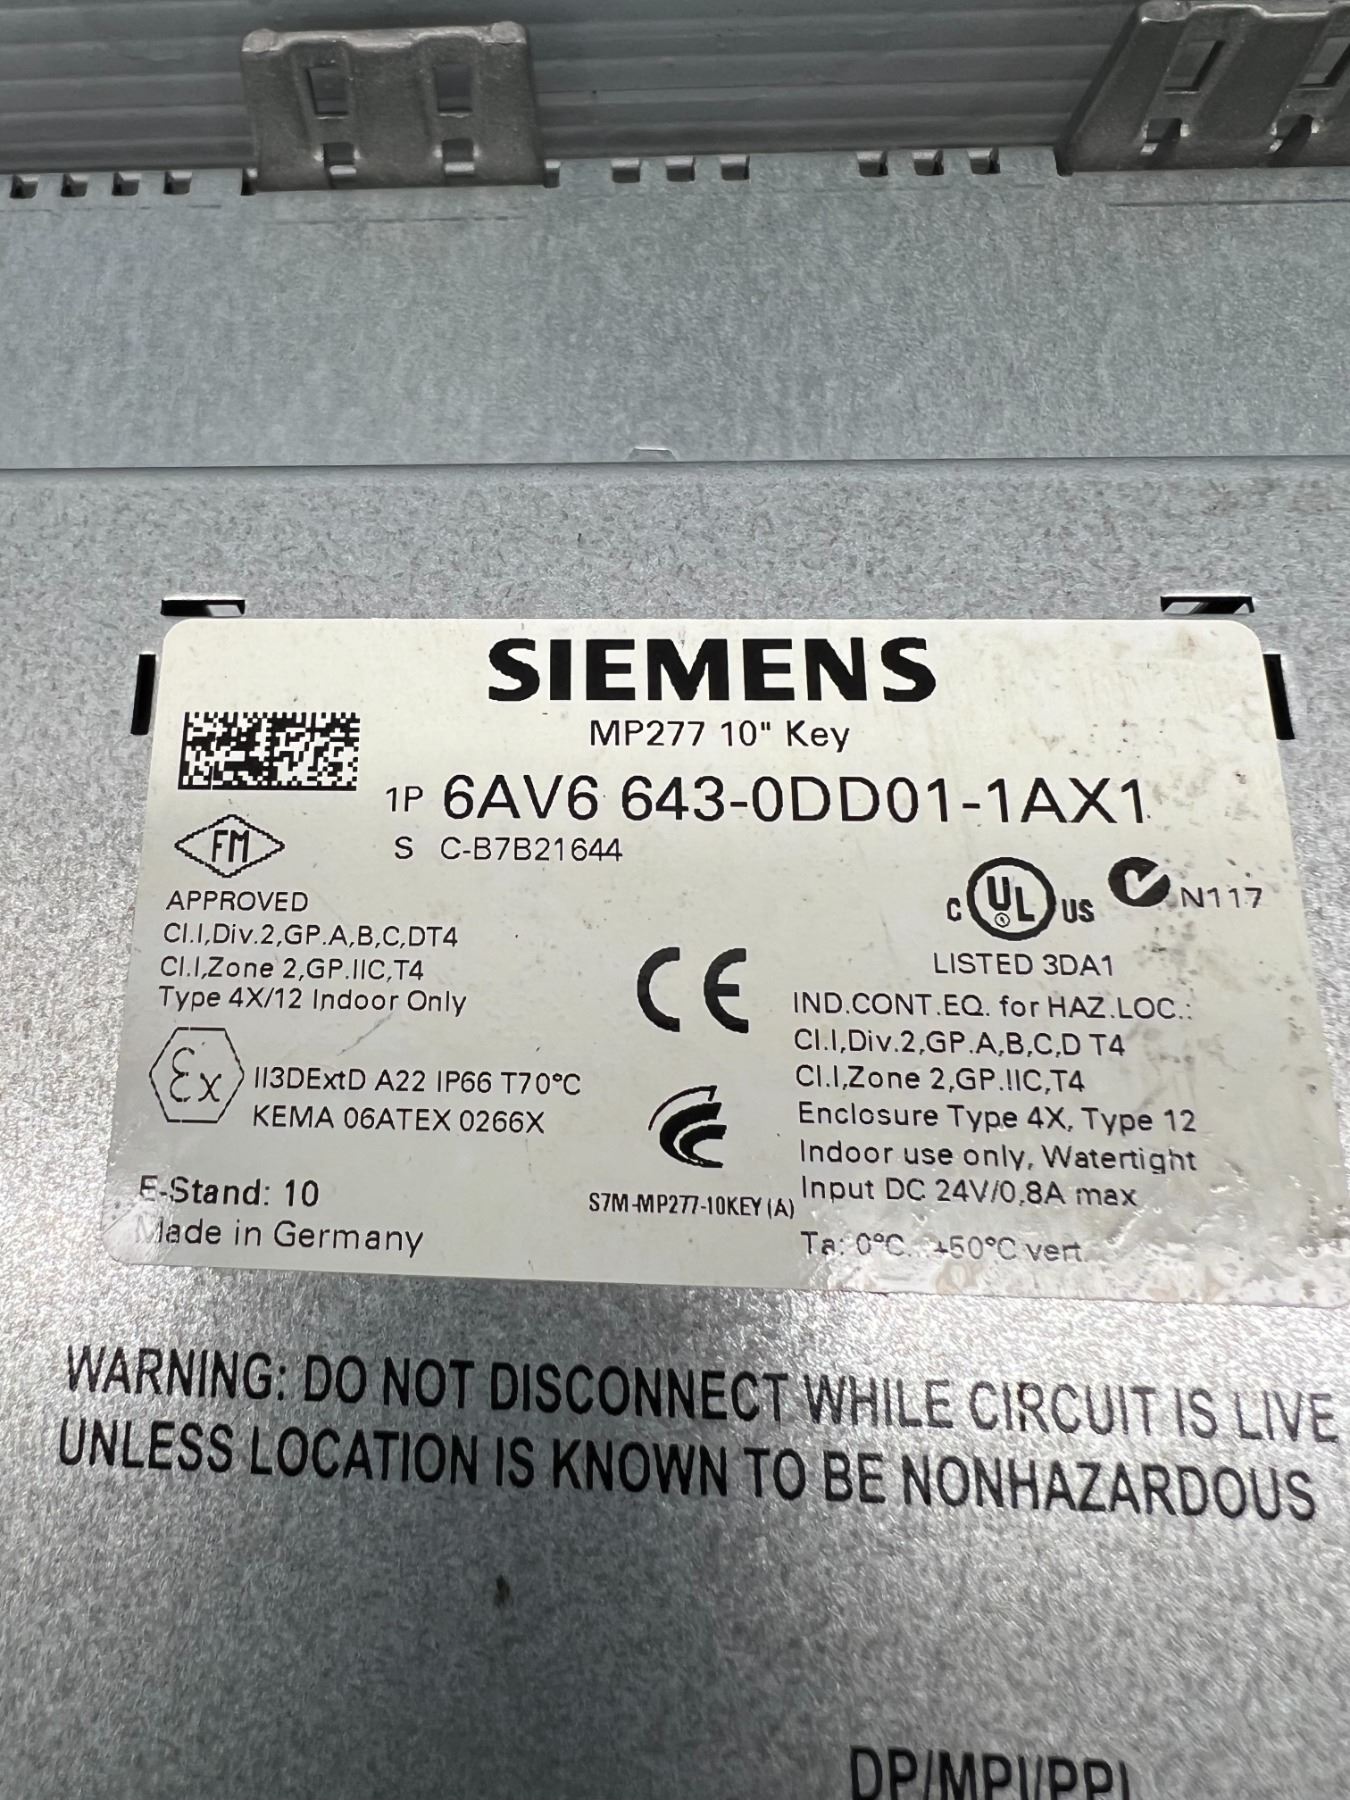 SIEMENS
MP277 10" Key
1P 6AV6 643-0DD01-1AX1
S C-B7B21644
FM
APPROVED
Cl.I,Div.2,GP.A,B,C,DT4
Cl.I,Zone 2,GP.IIC,T4
Type 4X/12 Indoor Only
Ex II3DExtD A22 IP66 T70°C
KEMA 06ATEX 0266X
E-Stand: 10
Made in Germany
CE
S7M-MP277-10KEY (A)
C UL US N117
LISTED 3DA1
IND.CONT.EQ. for HAZ.LOC.:
Cl.I,Div.2,GP.A,B,C,D T4
Cl.I,Zone 2,GP.IIC,T4
Enclosure Type 4X, Type 12
Indoor use only, Watertight
Input DC 24V/0,8A max
Ta: 0°C...+50°C vert.
WARNING: DO NOT DISCONNECT WHILE CIRCUIT IS LIVE
UNLESS LOCATION IS KNOWN TO BE NONHAZARDOUS
DP/MPI/PPI